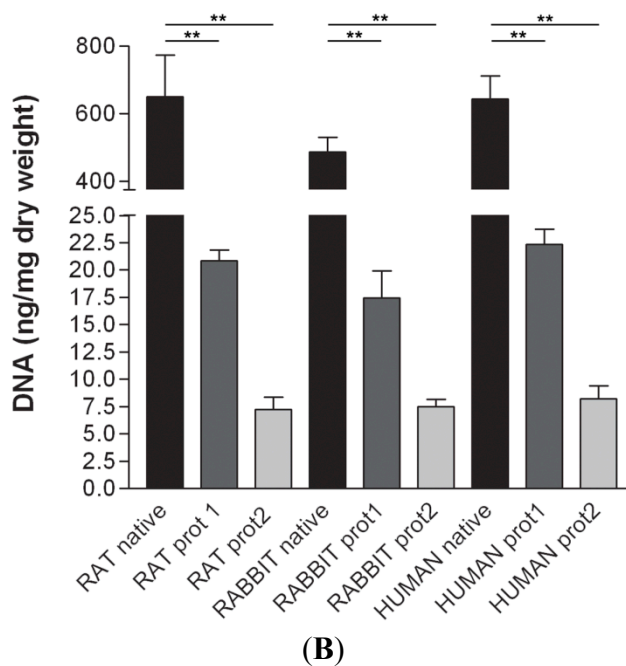 ** ** **
** ** **
800
600
400
25.0
22.5
20.0
17.5
15.0
12.5
10.0
7.5
5.0
2.5
0.0
DNA (ng/mg dry weight)
RAT native
RAT prot 1
RAT prot2
RABBIT native
RABBIT prot1
RABBIT prot2
HUMAN native
HUMAN prot1
HUMAN prot2
(B)